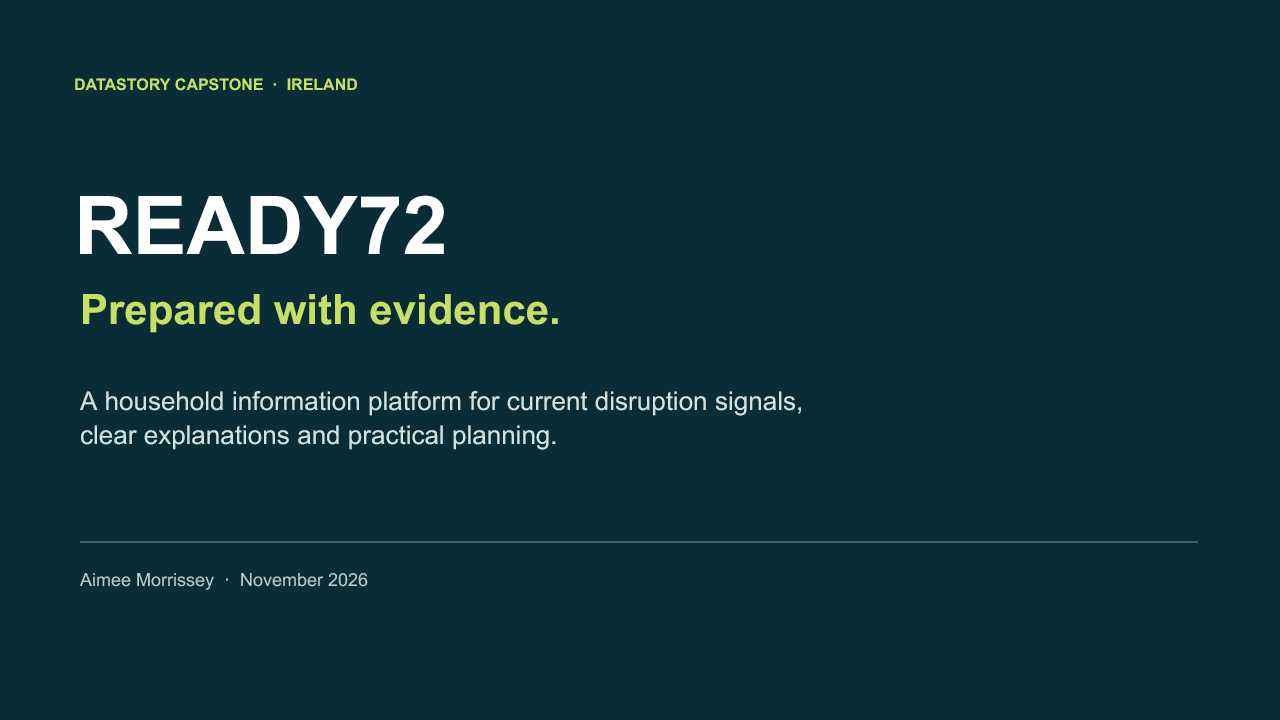 DATASTORY CAPSTONE · IRELAND
READY72
Prepared with evidence.
A household information platform for current disruption signals,
clear explanations and practical planning.
Aimee Morrissey · November 2026